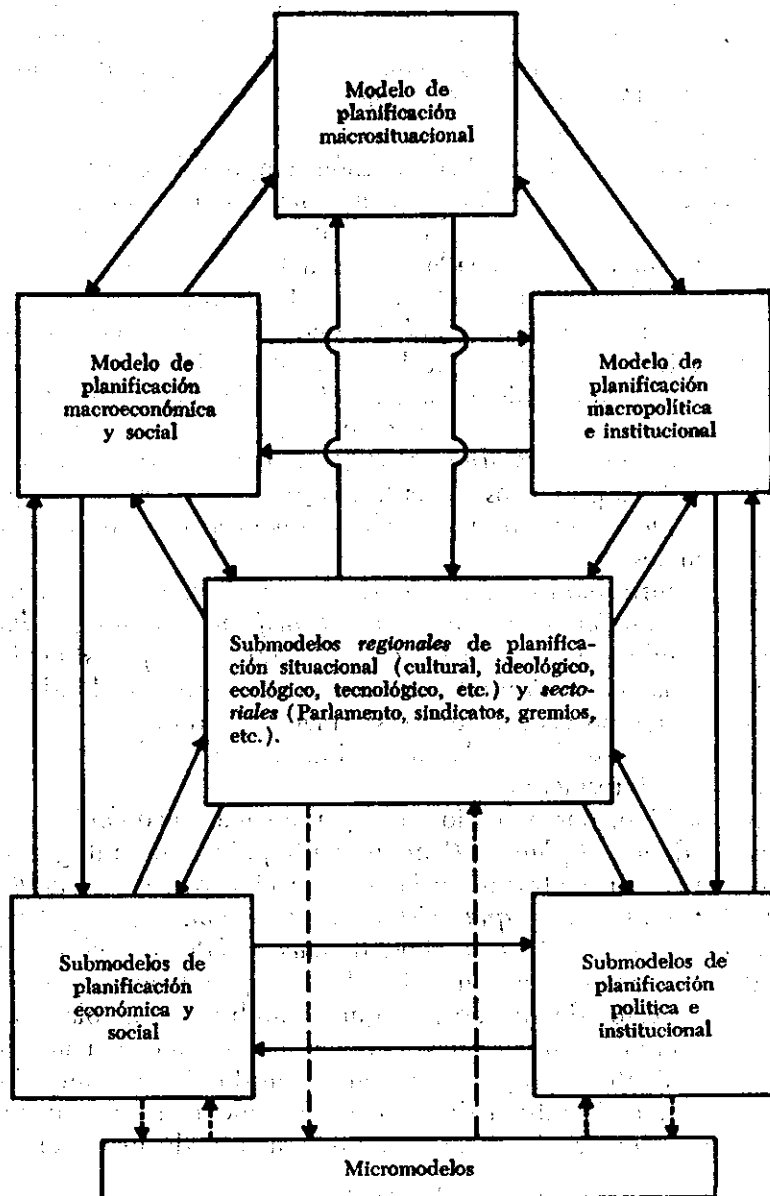 Modelo de
planificación
macrosituacional
Modelo de
planificación
macroeconómica
y social
Modelo de
planificación
macropolítica
e institucional
Submodelos regionales de planifica-
ción situacional (cultural, ideológico,
ecológico, tecnológico, etc.) y secto-
riales (Parlamento, sindicatos, gremios,
etc.).
Submodelos de
planificación
económica y
social
Submodelos de
planificación
política e
institucional
Micromodelos